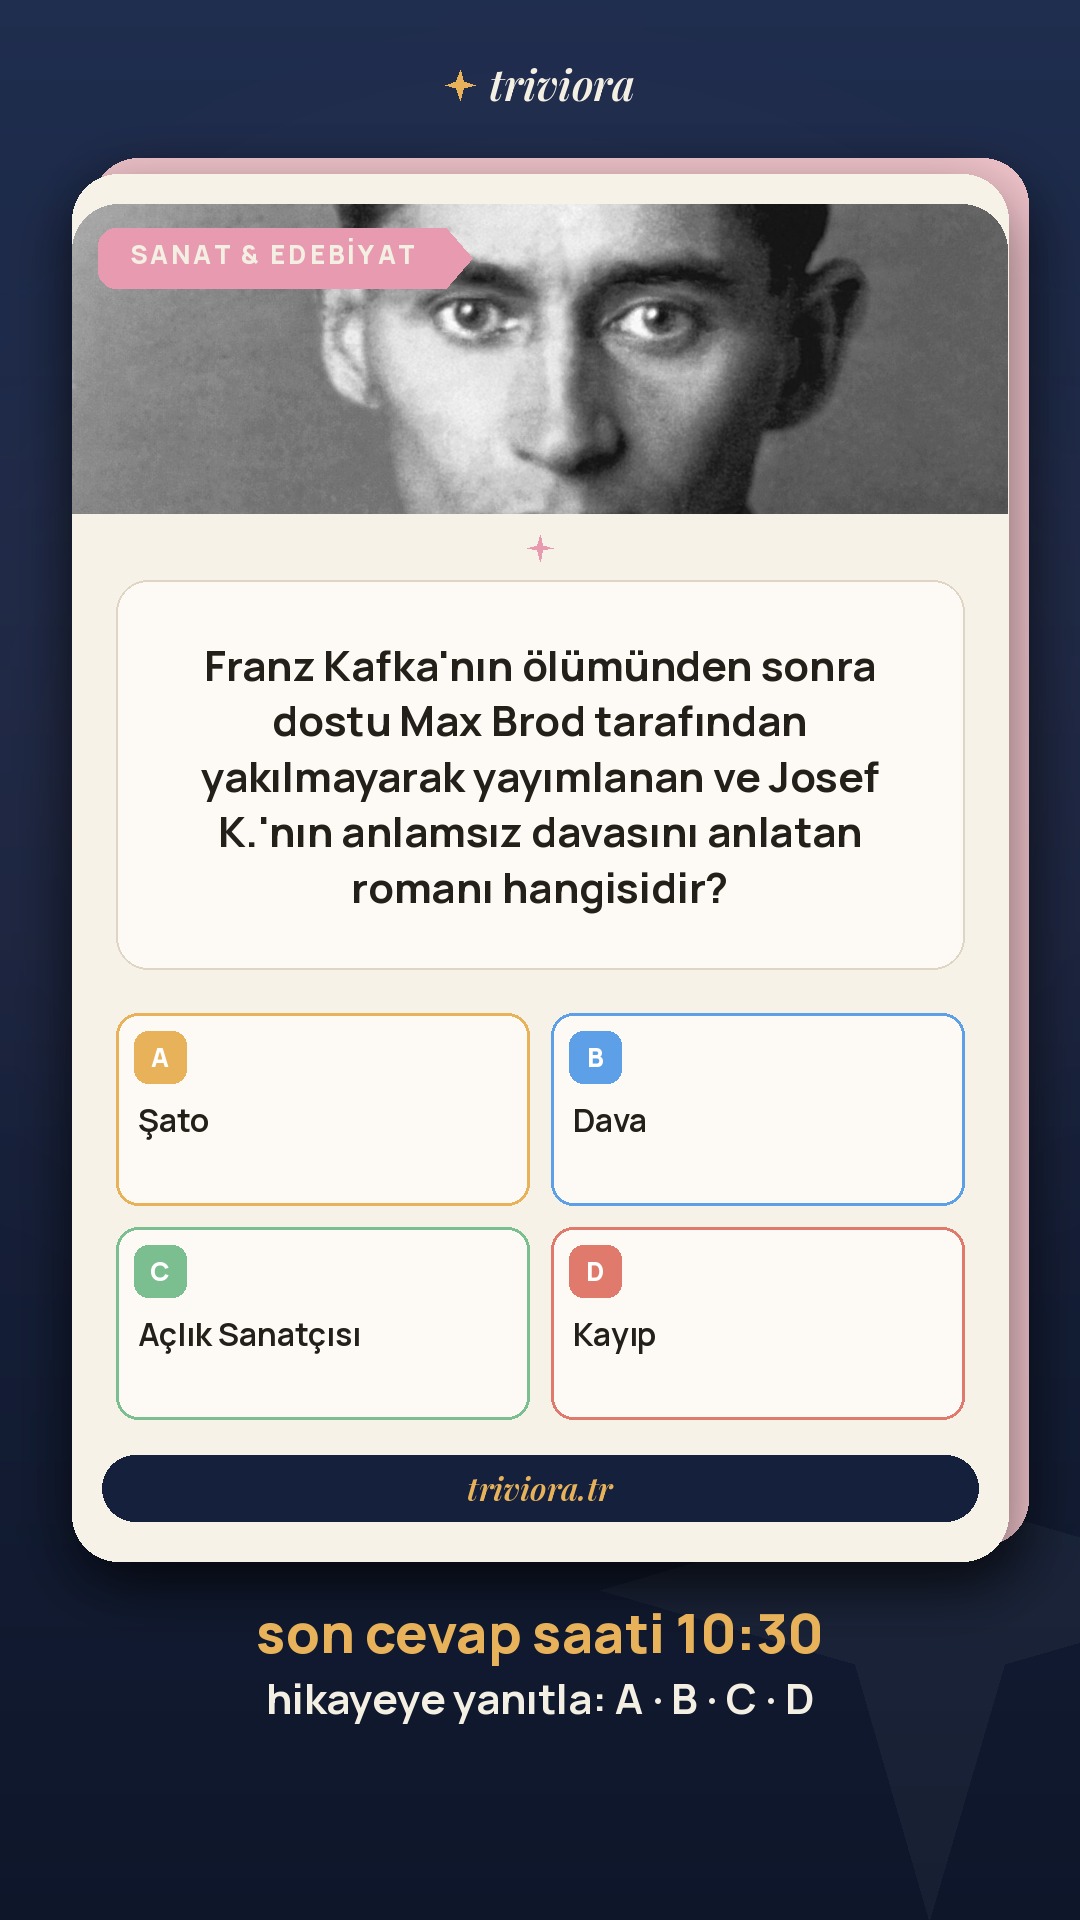 triviora
SANAT & EDEBİYAT
Franz Kafka'nın ölümünden sonra
dostu Max Brod tarafından
yakılmayarak yayımlanan ve Josef
K.'nın anlamsız davasını anlatan
romanı hangisidir?
A
Şato
B
Dava
C
Açlık Sanatçısı
D
Kayıp
triviora.tr
son cevap saati 10:30
hikayeye yanıtla: A · B · C · D